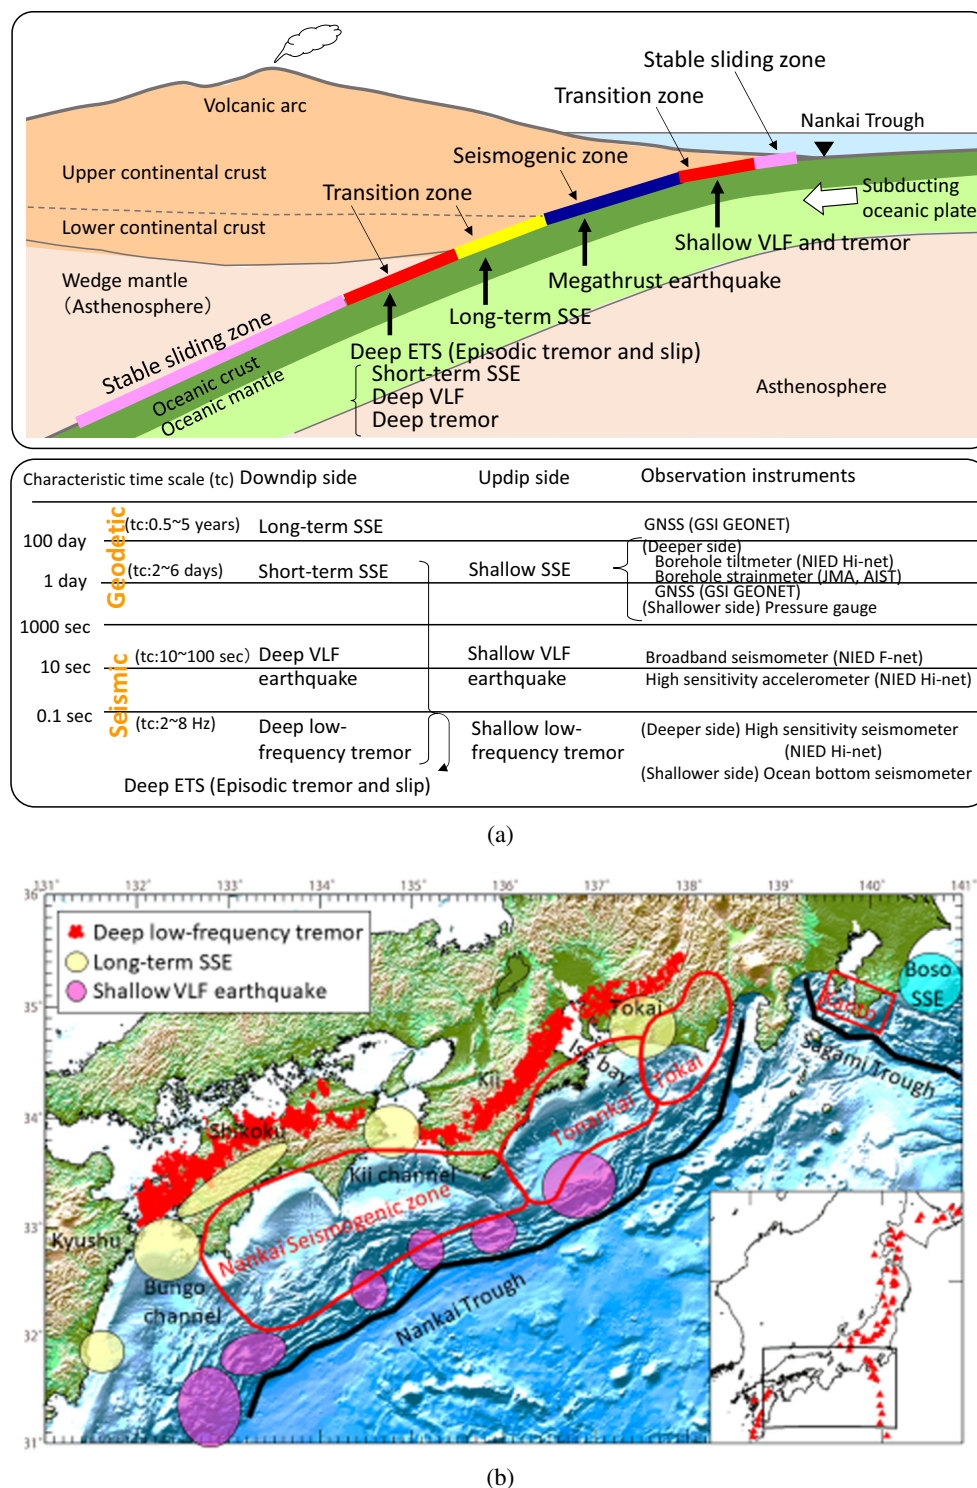 Stable sliding zone
Transition zone
Volcanic arc
Nankai Trough
Seismogenic zone
Upper continental crust
Transition zone
Subducting
oceanic plate
Lower continental crust
Shallow VLF and tremor
Wedge mantle
(Asthenosphere)
Megathrust earthquake
Long-term SSE
Stable sliding zone
Deep ETS (Episodic tremor and slip)
Short-term SSE
Deep VLF
Deep tremor
Oceanic crust
Oceanic mantle
Asthenosphere
Characteristic time scale (tc) Downdip side Updip side Observation instruments
Geodetic
(tc:0.5~5 years) Long-term SSE GNSS (GSI GEONET)
100 day
(Deeper side)
Borehole tiltmeter (NIED Hi-net)
(tc:2~6 days) Short-term SSE Shallow SSE
Borehole strainmeter (JMA, AIST)
1 day
GNSS (GSI GEONET)
(Shallower side) Pressure gauge
1000 sec
Seismic
(tc:10~100 sec) Deep VLF Shallow VLF Broadband seismometer (NIED F-net)
10 sec
earthquake earthquake High sensitivity accelerometer (NIED Hi-net)
0.1 sec
(tc:2~8 Hz) Deep low- Shallow low- (Deeper side) High sensitivity seismometer
frequency tremor frequency tremor (NIED Hi-net)
(Shallower side) Ocean bottom seismometer
Deep ETS (Episodic tremor and slip)
(a)
131° 132° 133° 134° 135° 136° 137° 138° 139° 140° 141°
36°
Deep low-frequency tremor
Long-term SSE
Shallow VLF earthquake
Boso
SSE
35°
Tokai
Kanto
Ise bay
Sagami Trough
Kii
Tokai
34°
Shikoku
Tonankai
Kii channel
33°
Kyushu
Nankai Seismogenic zone
Bungo
channel
Nankai Trough
32°
31°
(b)